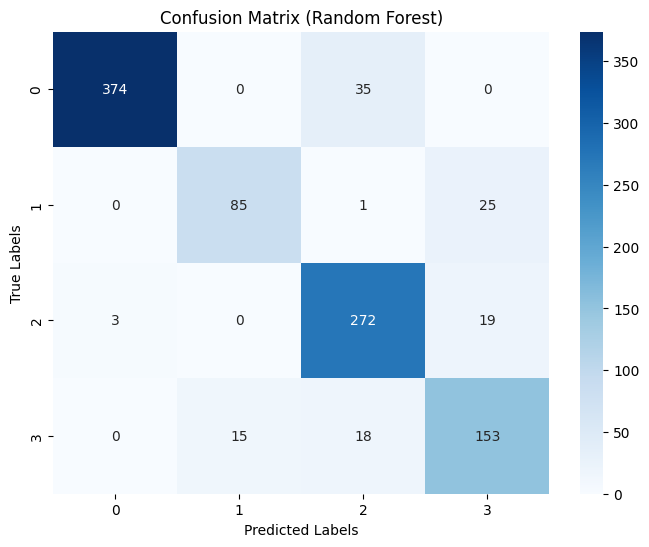 Confusion Matrix (Random Forest)
True Labels
0 374 0 35 0
1 0 85 1 25
2 3 0 272 19
3 0 15 18 153
0 1 2 3
Predicted Labels
350
300
250
200
150
100
50
0